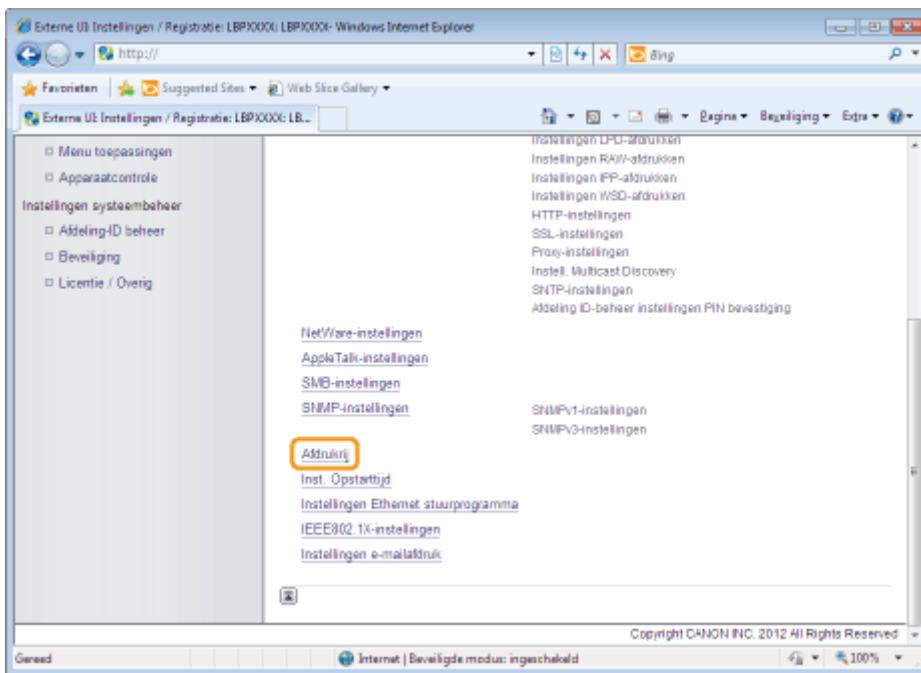 Externe UI: Instellingen / Registratie: LBPXXXX: LBPXXXX- Windows Internet Explorer
http://
Bing
Favorieten
Suggested Sites
Web Slice Gallery
Externe UI: Instellingen / Registratie: LBPXXXX: LB...
Pagina
Beveiliging
Extra
Menu toepassingen
Apparaatcontrole
Instellingen systeembeheer
Afdeling-ID beheer
Beveiliging
Licentie / Overig
Instellingen LPD-afdrukken
Instellingen RAW-afdrukken
Instellingen IPP-afdrukken
Instellingen WSD-afdrukken
HTTP-instellingen
SSL-instellingen
Proxy-instellingen
Instell. Multicast Discovery
SNTP-instellingen
Afdeling ID-beheer instellingen PIN bevestiging
NetWare-instellingen
AppleTalk-instellingen
SMB-instellingen
SNMP-instellingen
SNMPv1-instellingen
SNMPv3-instellingen
Afdrukrij
Inst. Opstarttijd
Instellingen Ethernet stuurprogramma
IEEE802.1X-instellingen
Instellingen e-mailafdruk
Copyright CANON INC. 2012 All Rights Reserved
Gereed
Internet | Beveiligde modus: ingeschakeld
100%